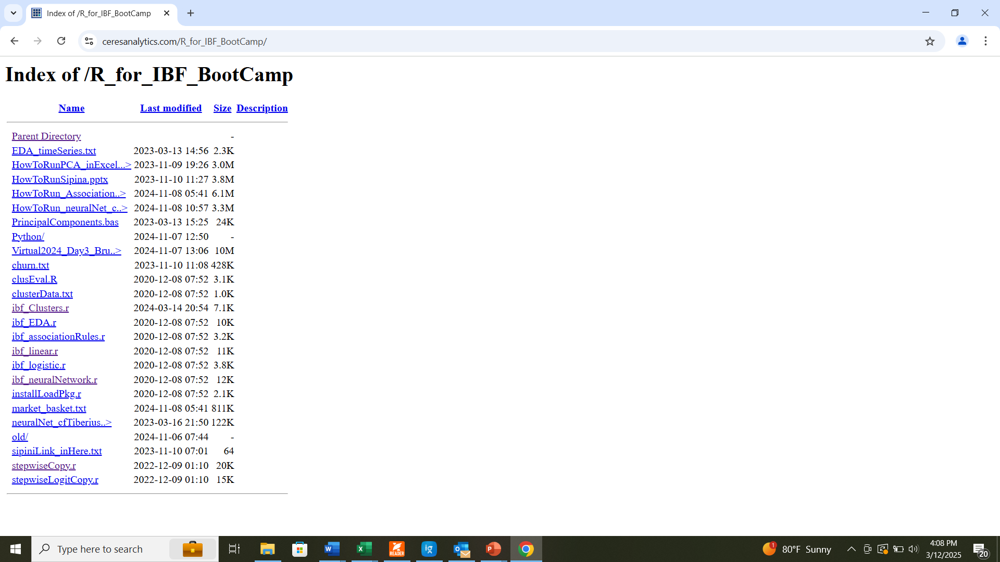 Index of /R_for_IBF_BootCamp
ceresanalytics.com/R_for_IBF_BootCamp/
Index of /R_for_IBF_BootCamp
Name Last modified Size Description
Parent Directory -
EDA_timeSeries.txt 2023-03-13 14:56 2.3K
HowToRunPCA_inExcel...> 2023-11-09 19:26 3.0M
HowToRunSipina.pptx 2023-11-10 11:27 3.8M
HowToRun_Association..> 2024-11-08 05:41 6.1M
HowToRun_neuralNet_c..> 2024-11-08 10:57 3.3M
PrincipalComponents.bas 2023-03-13 15:25 24K
Python/ 2024-11-07 12:50 -
Virtual2024_Day3_Bru..> 2024-11-07 13:06 10M
churn.txt 2023-11-10 11:08 428K
clusEval.R 2020-12-08 07:52 3.1K
clusterData.txt 2020-12-08 07:52 1.0K
ibf_Clusters.r 2024-03-14 20:54 7.1K
ibf_EDA.r 2020-12-08 07:52 10K
ibf_associationRules.r 2020-12-08 07:52 3.2K
ibf_linear.r 2020-12-08 07:52 11K
ibf_logistic.r 2020-12-08 07:52 3.8K
ibf_neuralNetwork.r 2020-12-08 07:52 12K
installLoadPkg.r 2020-12-08 07:52 2.1K
market_basket.txt 2024-11-08 05:41 811K
neuralNet_cfTiberius..> 2023-03-16 21:50 122K
old/ 2024-11-06 07:44 -
sipiniLink_inHere.txt 2023-11-10 07:01 64
stepwiseCopy.r 2022-12-09 01:10 20K
stepwiseLogitCopy.r 2022-12-09 01:10 15K
Type here to search
W
X
READER
ig
O
P
1
80°F Sunny
4:08 PM
3/12/2025
20